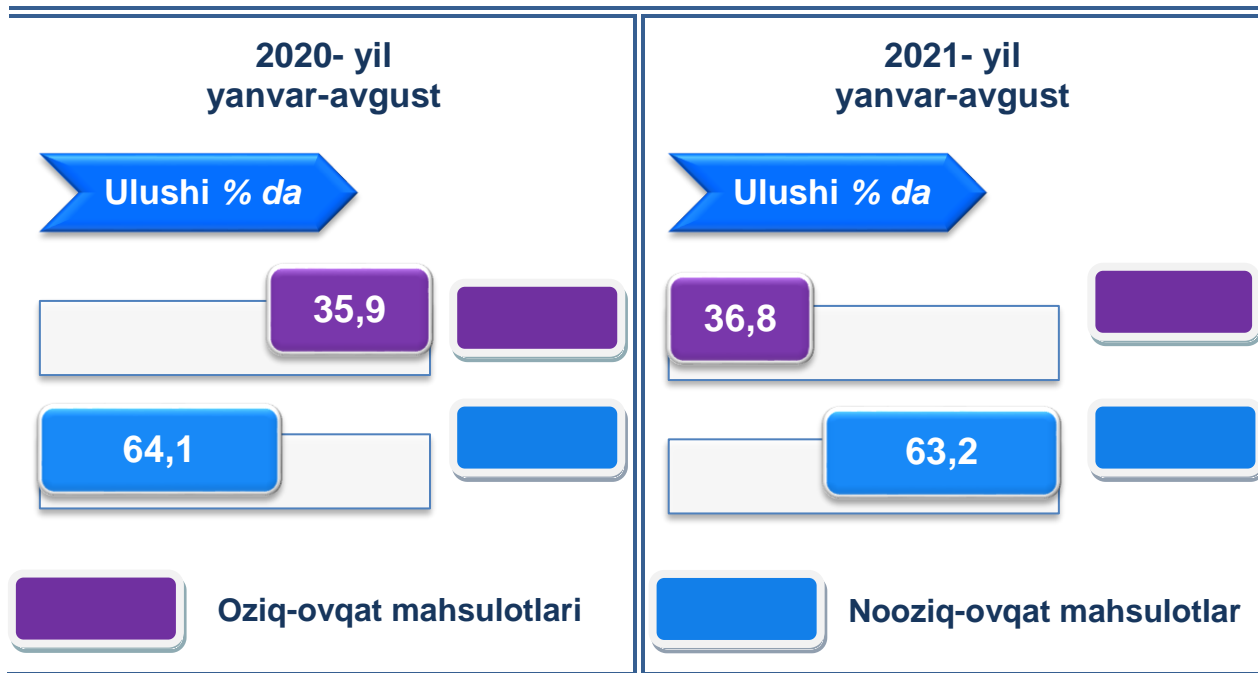 2020- yil
yanvar-avgust
Ulushi % da
35,9
64,1
2021- yil
yanvar-avgust
Ulushi % da
36,8
63,2
Oziq-ovqat mahsulotlari
Nooziq-ovqat mahsulotlar